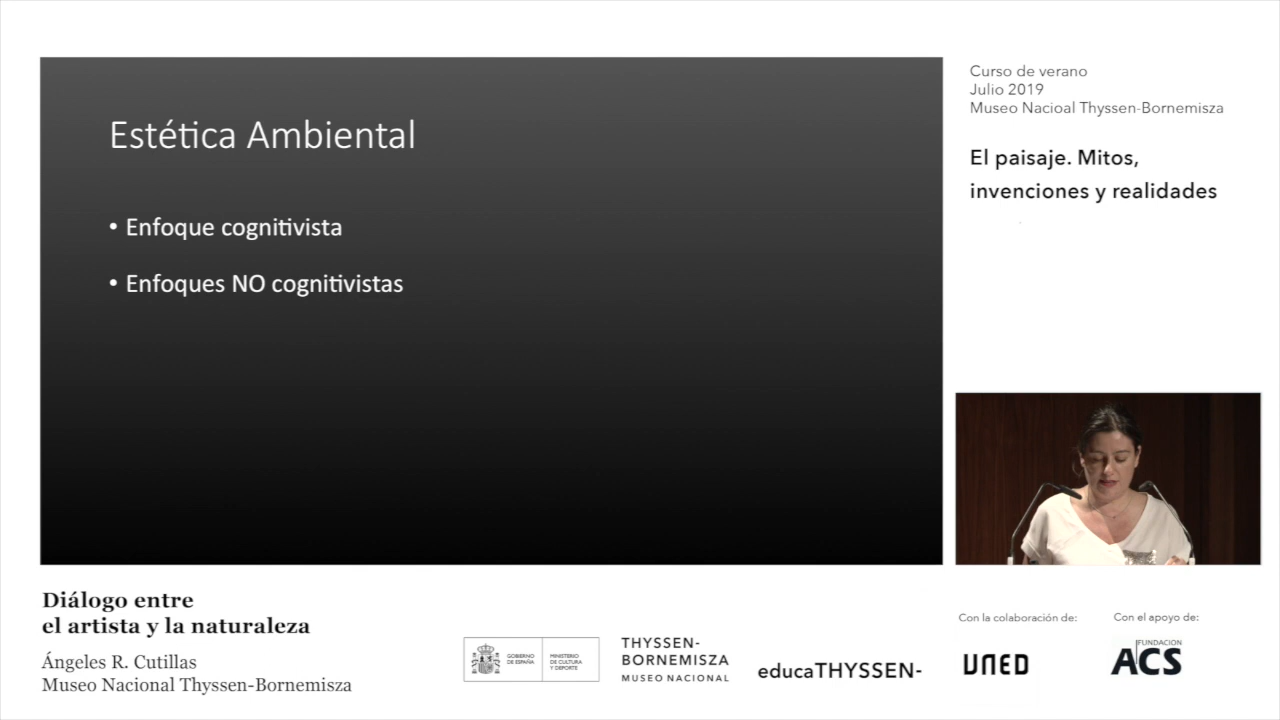 Estética Ambiental
• Enfoque cognitivista
• Enfoques NO cognitivistas
Curso de verano
Julio 2019
Museo Nacioal Thyssen-Bornemisza
El paisaje. Mitos,
invenciones y realidades
Diálogo entre
el artista y la naturaleza
Ángeles R. Cutillas
Museo Nacional Thyssen-Bornemisza
GOBIERNO
DE ESPAÑA
MINISTERIO
DE CULTURA
Y DEPORTE
THYSSEN-
BORNEMISZA
MUSEO NACIONAL
educaTHYSSEN-
Con la colaboración de:
UNED
Con el apoyo de:
FUNDACION
ACS